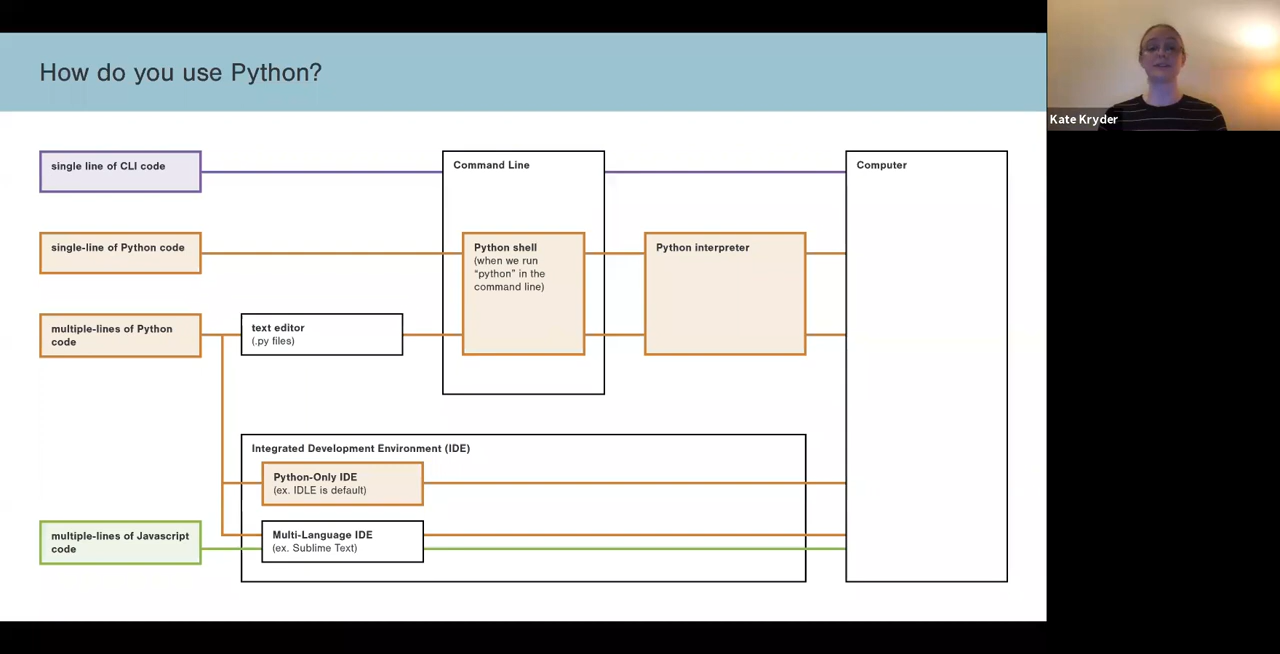 How do you use Python?
Kate Kryder
single line of CLI code
Command Line
Computer
single-line of Python code
Python shell
(when we run
“python” in the
command line)
Python interpreter
multiple-lines of Python
code
text editor
(.py files)
Integrated Development Environment (IDE)
Python-Only IDE
(ex. IDLE is default)
multiple-lines of Javascript
code
Multi-Language IDE
(ex. Sublime Text)